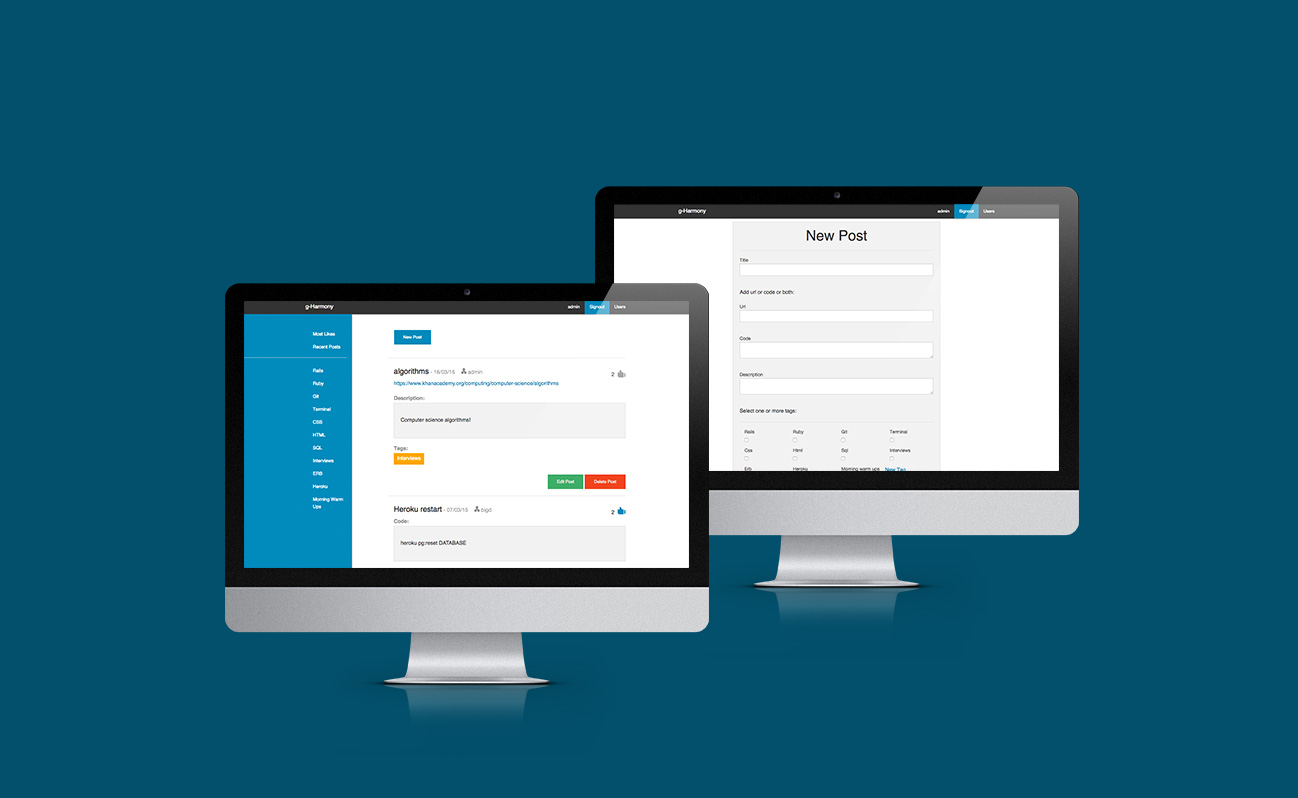 g-Harmony
admin Signout Users
Most Likes
Recent Posts
Rails
Ruby
Git
Terminal
CSS
HTML
SQL
Interviews
ERB
Heroku
Morning Warm
Ups
New Post
algorithms - 16/03/15 admin
2
https://www.khanacademy.org/computing/computer-science/algorithms
Description:
Computer science algorithms!
Tags:
Interviews
Edit Post Delete Post
Heroku restart - 07/03/15 bigd
2
Code:
heroku pg:reset DATABASE
g-Harmony
admin Signout Users
New Post
Title
Add url or code or both:
Url
Code
Description
Select one or more tags:
Rails Ruby Git Terminal
Css Html Sql Interviews
Erb Heroku Morning warm ups New Tag